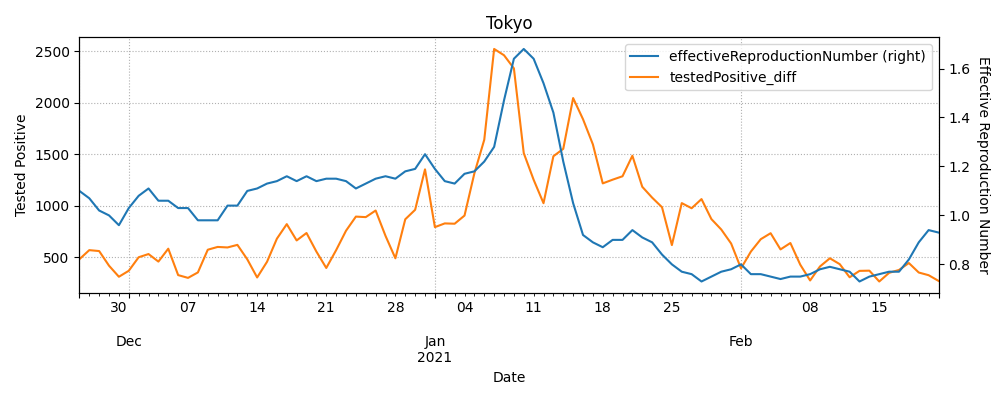 Tokyo
effectiveReproductionNumber (right)
testedPositive_diff
Tested Positive
2500
2000
1500
1000
500
1.6
1.4
1.2
1.0
0.8
Effective Reproduction Number
30 07 14 21 28 04 11 18 25 08 15
Dec Jan Feb
2021
Date